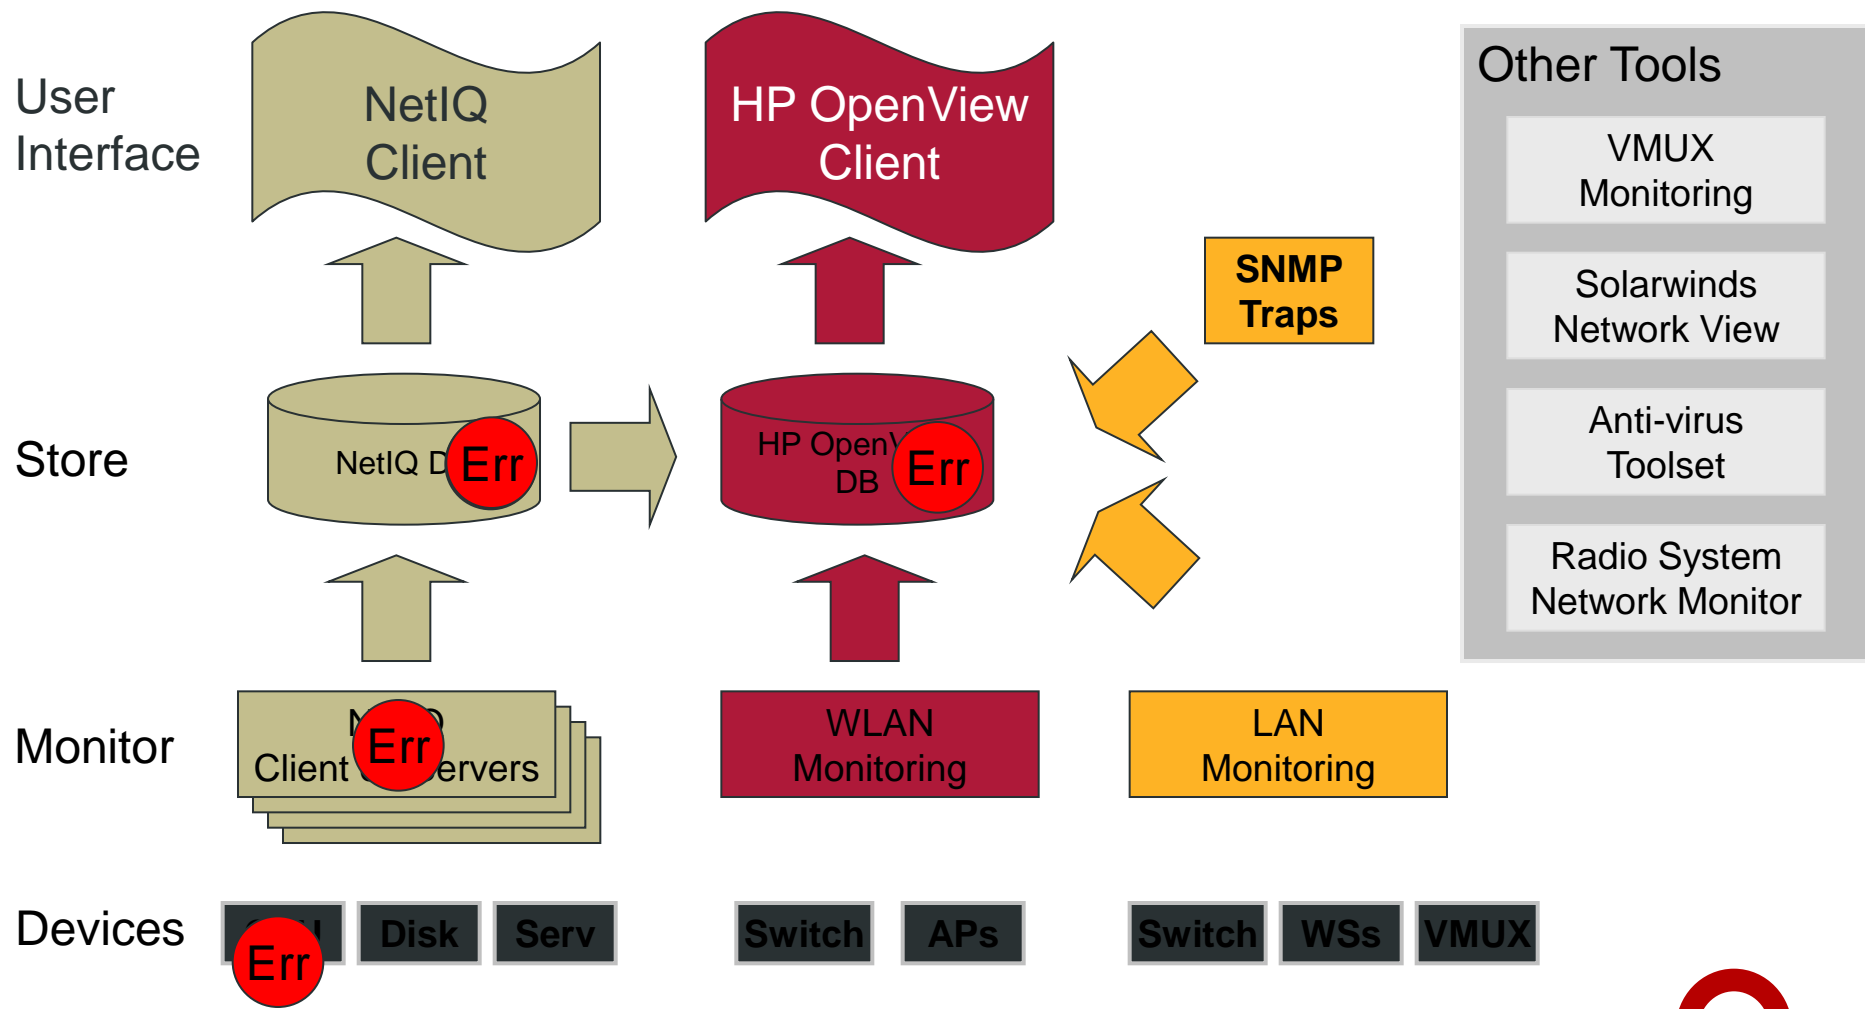 User
Interface
NetIQ
Client
HP OpenView
Client
Other Tools
VMUX
Monitoring
Solarwinds
Network View
Anti-virus
Toolset
Radio System
Network Monitor
SNMP
Traps
Store
NetIQ
Err
HP
DB
Err
Monitor
Client
Err
WLAN
Monitoring
LAN
Monitoring
Devices
Err
Disk
Serv
Switch
APs
Switch
WSs
VMUX